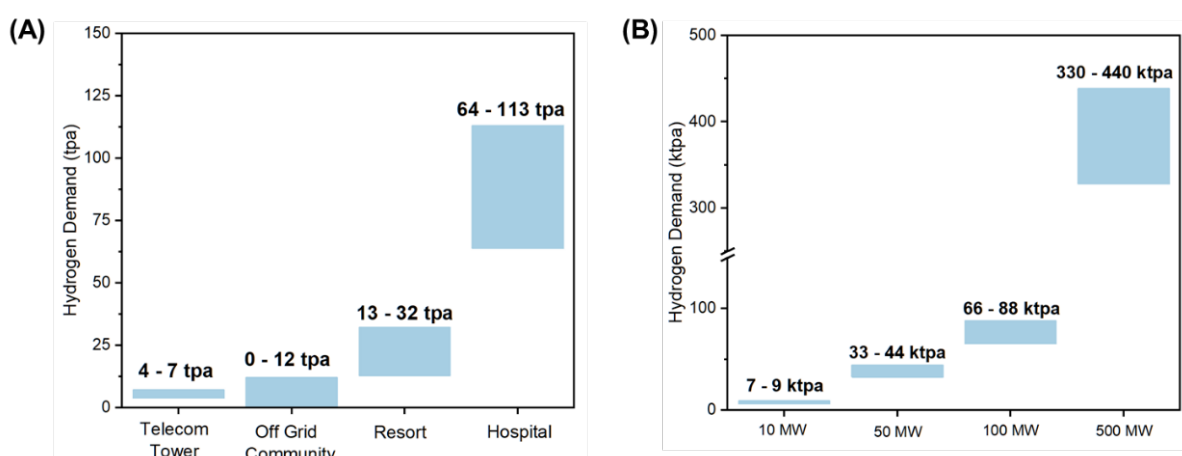 (A)
Hydrogen Demand (tpa)
150
125
100
75
50
25
0
4 - 7 tpa
0 - 12 tpa
13 - 32 tpa
64 - 113 tpa
Telecom
Tower
Off Grid
Community
Resort
Hospital
(B)
Hydrogen Demand (ktpa)
500
400
300
100
0
7 - 9 ktpa
33 - 44 ktpa
66 - 88 ktpa
330 - 440 ktpa
10 MW
50 MW
100 MW
500 MW